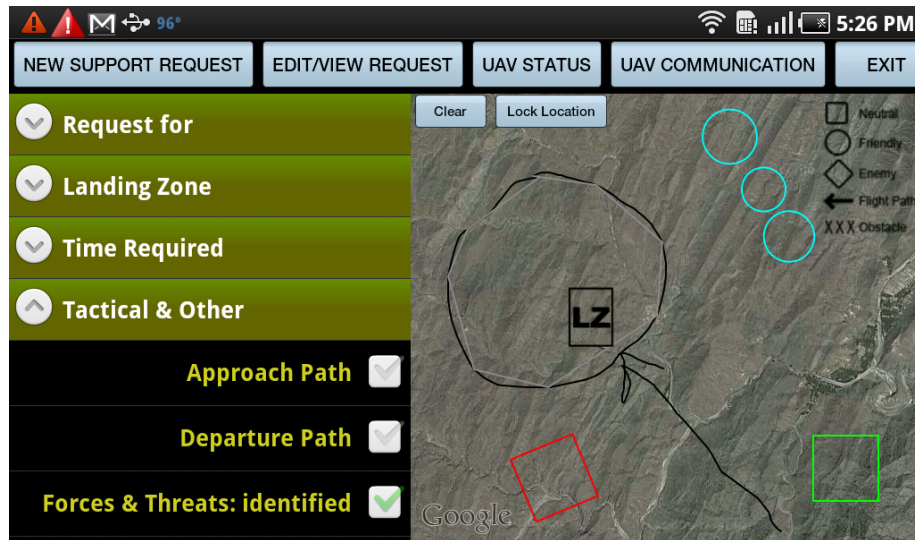 96°
5:26 PM
NEW SUPPORT REQUEST
EDIT/VIEW REQUEST
UAV STATUS
UAV COMMUNICATION
EXIT
Request for
Landing Zone
Time Required
Tactical & Other
Approach Path
Departure Path
Forces & Threats: identified
Clear
Lock Location
Neutral
Friendly
Enemy
Flight Path
XXX Obstacle
LZ
Google